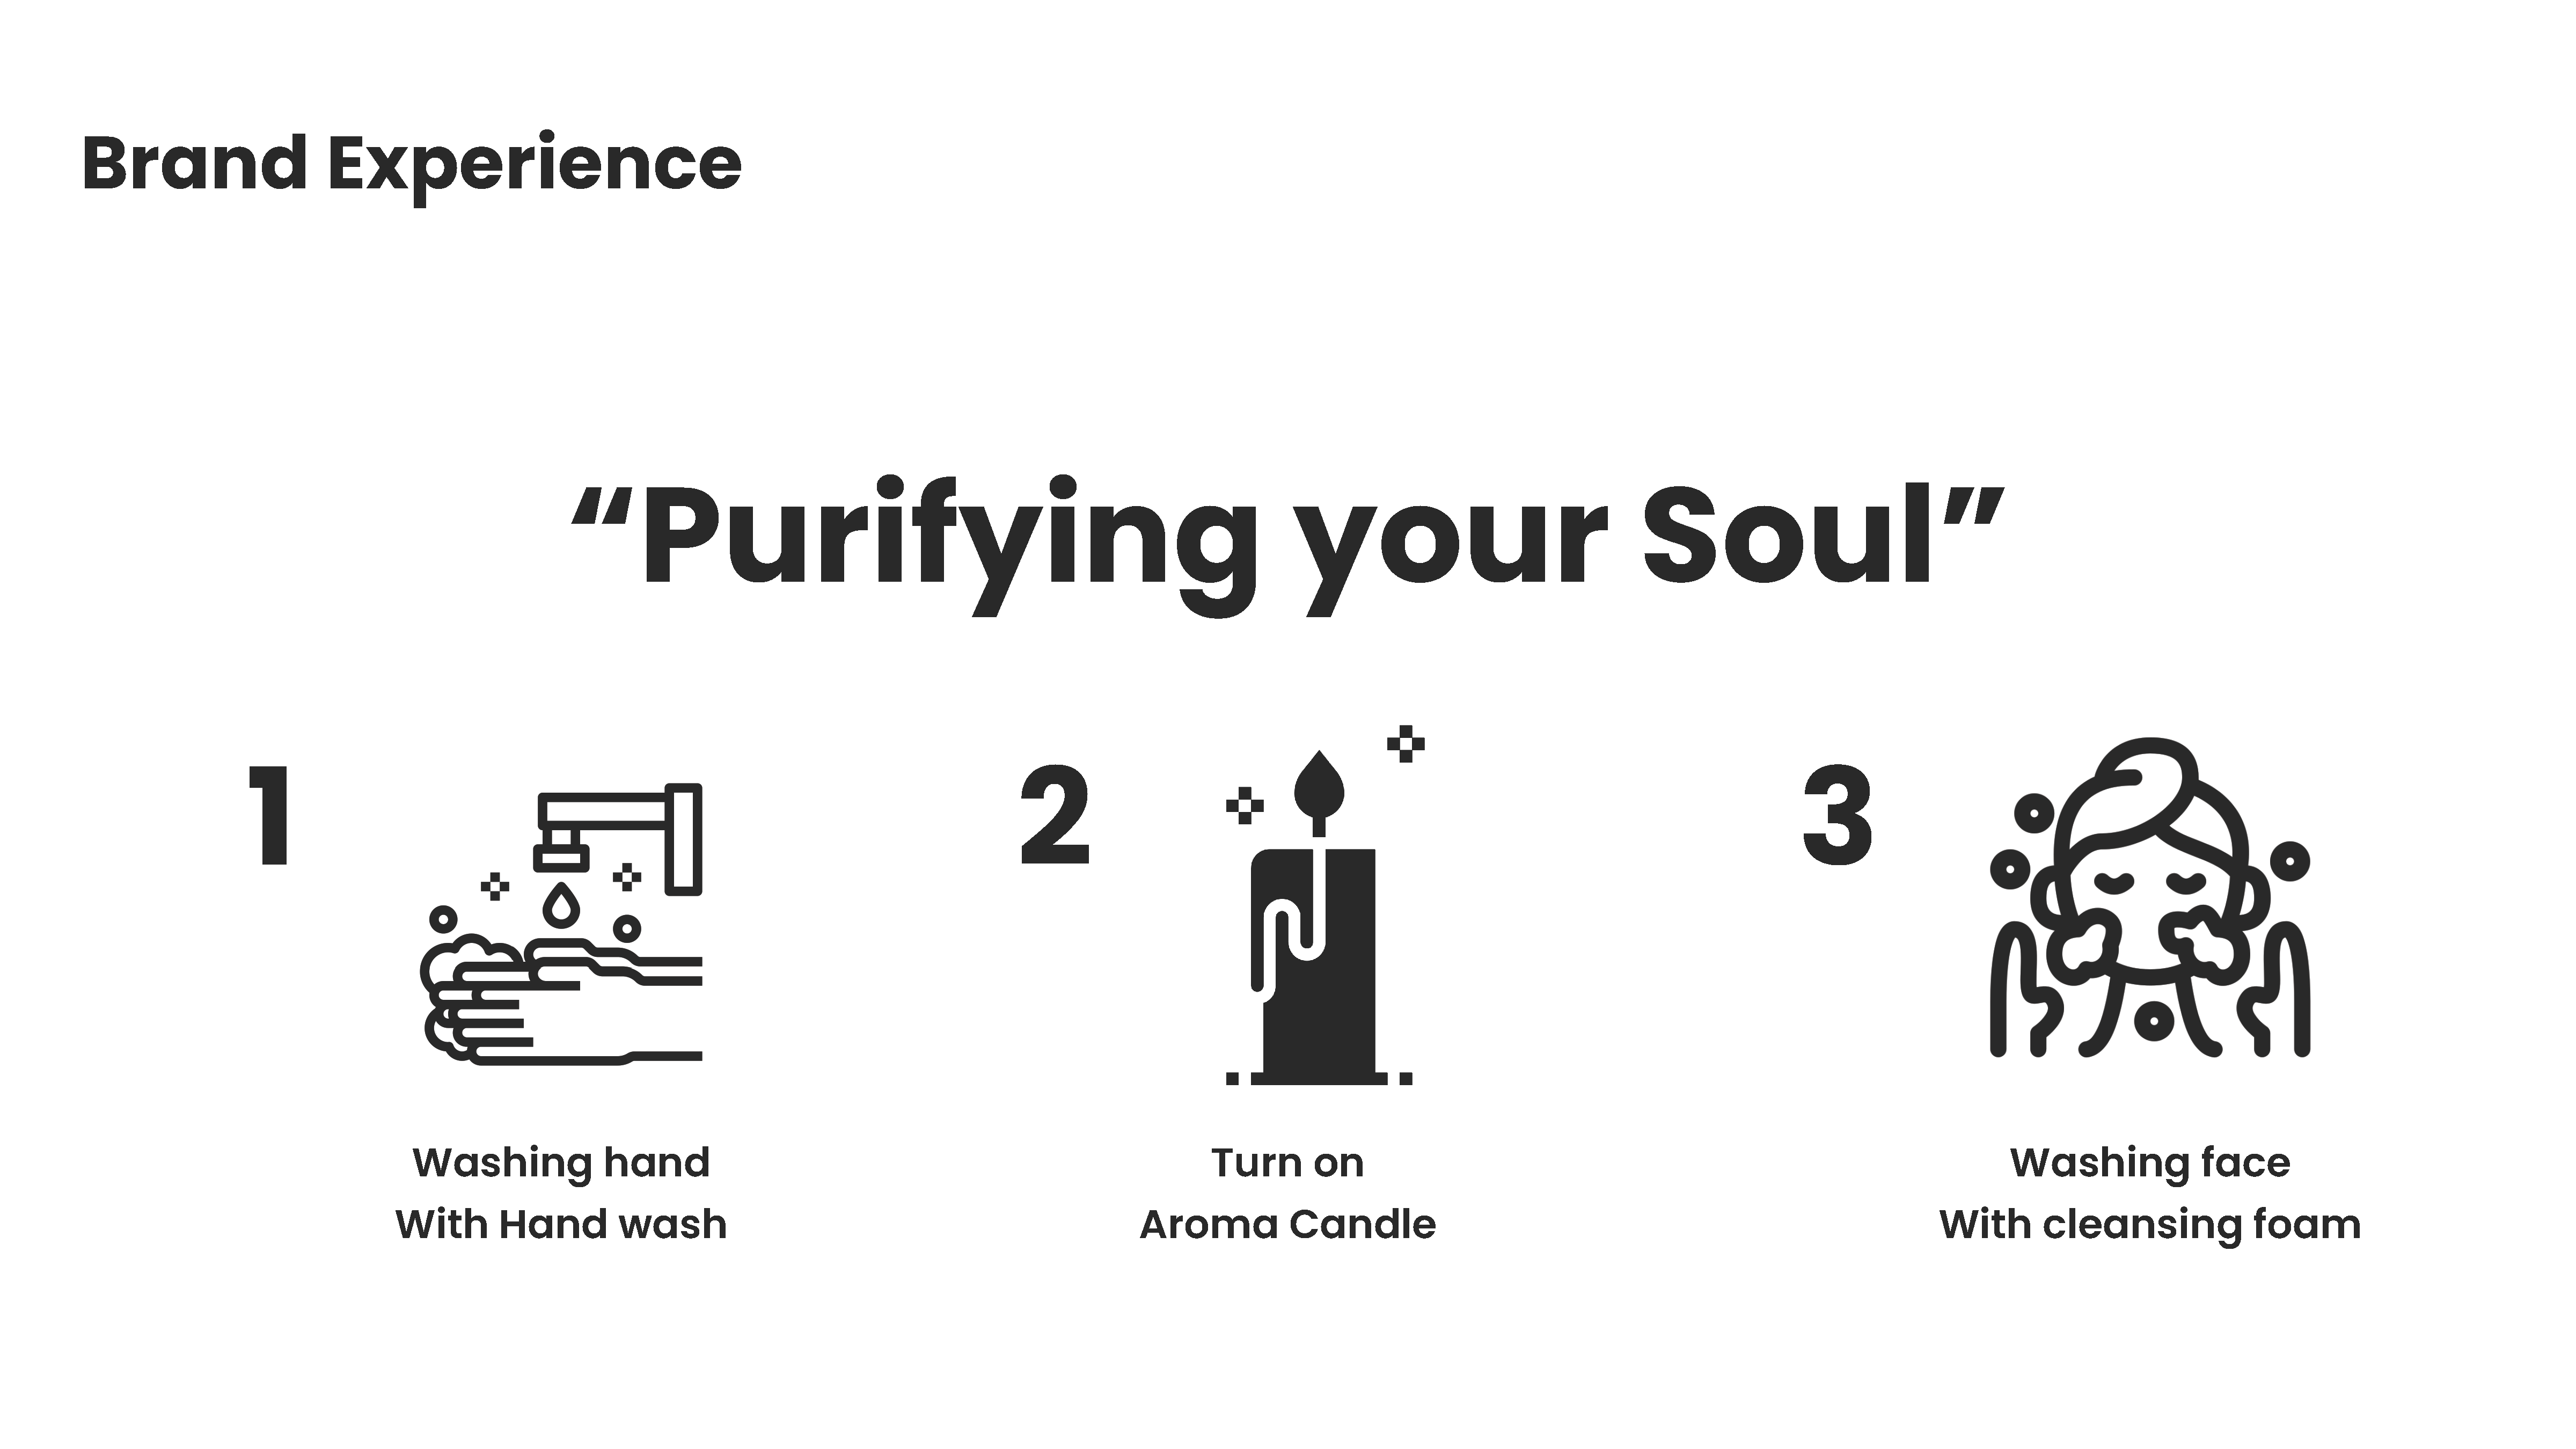 Brand Experience
“Purifying your Soul”
1
Washing hand
With Hand wash
2
Turn on
Aroma Candle
3
Washing face
With cleansing foam